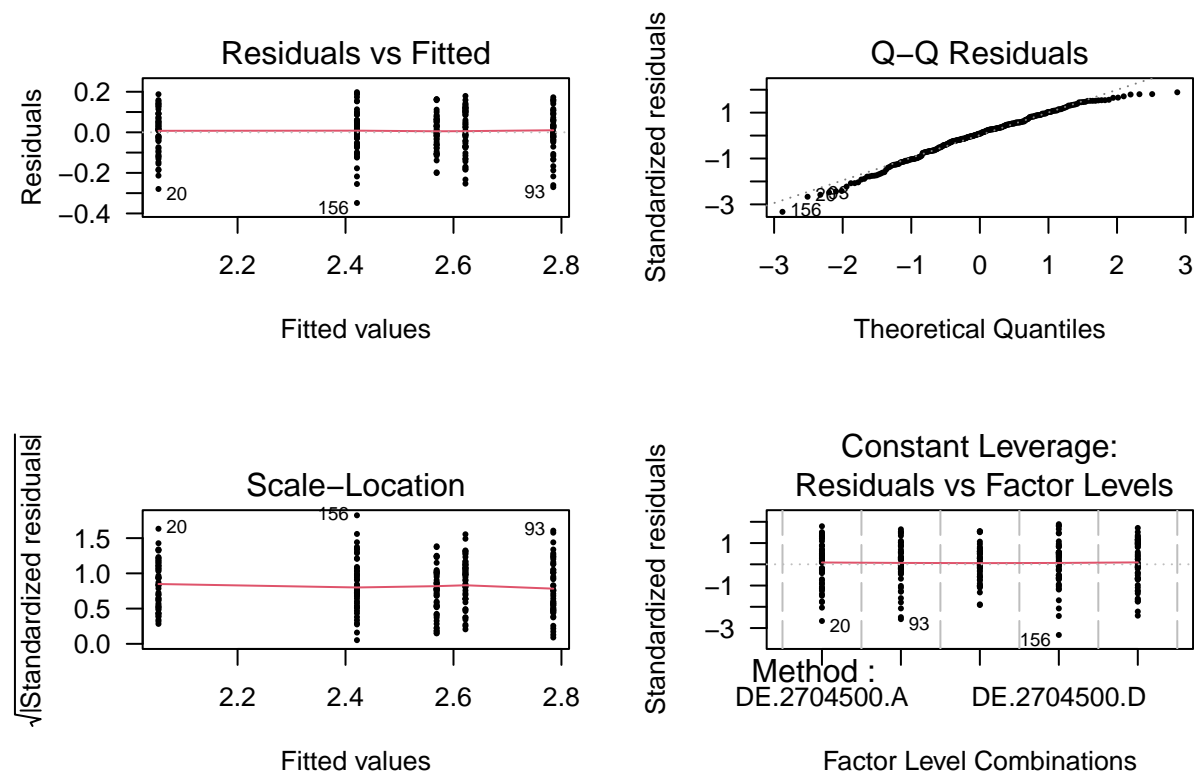 Residuals vs Fitted
Residuals
0.2
0.0
−0.2
−0.4
20
156
93
2.2 2.4 2.6 2.8
Fitted values
Q−Q Residuals
Standardized residuals
1
−1
−3
156
93
−3 −2 −1 0 1 2 3
Theoretical Quantiles
Scale−Location
√|Standardized residuals|
1.5
1.0
0.5
0.0
20
156
93
2.2 2.4 2.6 2.8
Fitted values
Constant Leverage:
Residuals vs Factor Levels
Standardized residuals
1
−1
−3
20
93
156
Method :
DE.2704500.A DE.2704500.D
Factor Level Combinations